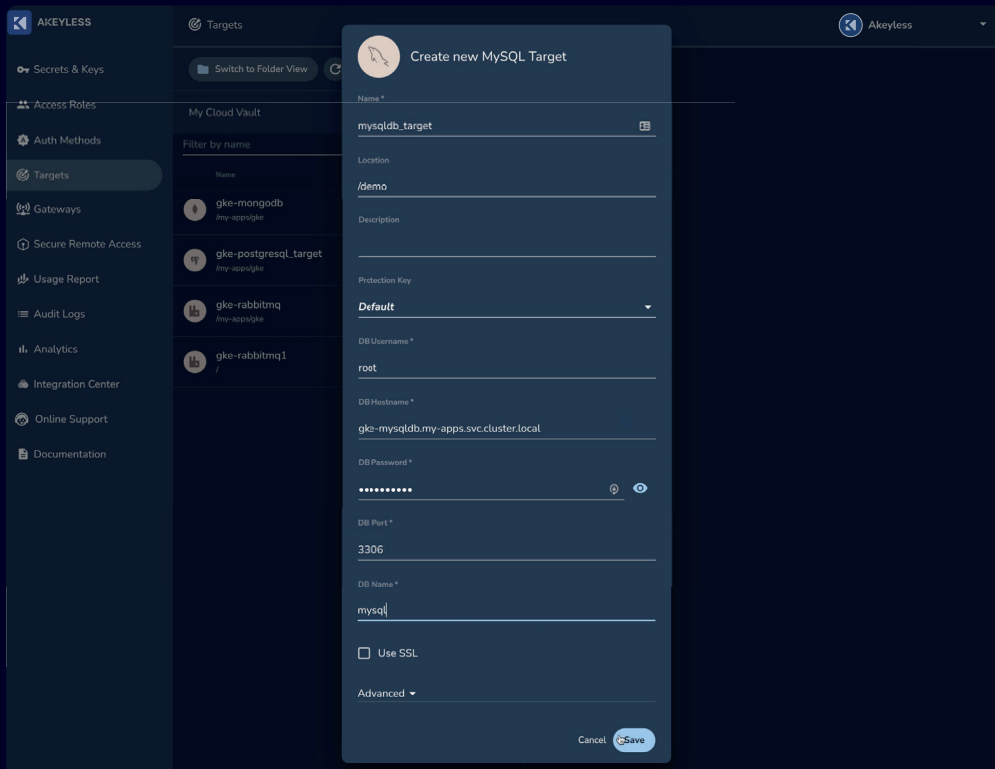 AKEYLESS
Targets
Akeyless
Secrets & Keys
Access Roles
Auth Methods
Targets
Gateways
Secure Remote Access
Usage Report
Audit Logs
Analytics
Integration Center
Online Support
Documentation
Switch to Folder View
My Cloud Vault
Filter by name
Name
gke-mongodb
/my-apps/gke
gke-postgresql_target
/my-apps/gke
gke-rabbitmq
/my-apps/gke
gke-rabbitmq1
/
Create new MySQL Target
Name *
mysqldb_target
Location
/demo
Description
Protection Key
Default
DB Username *
root
DB Hostname *
gke-mysqldb.my-apps.svc.cluster.local
DB Password *
••••••••••
DB Port *
3306
DB Name *
mysql
Use SSL
Advanced
Cancel
Save